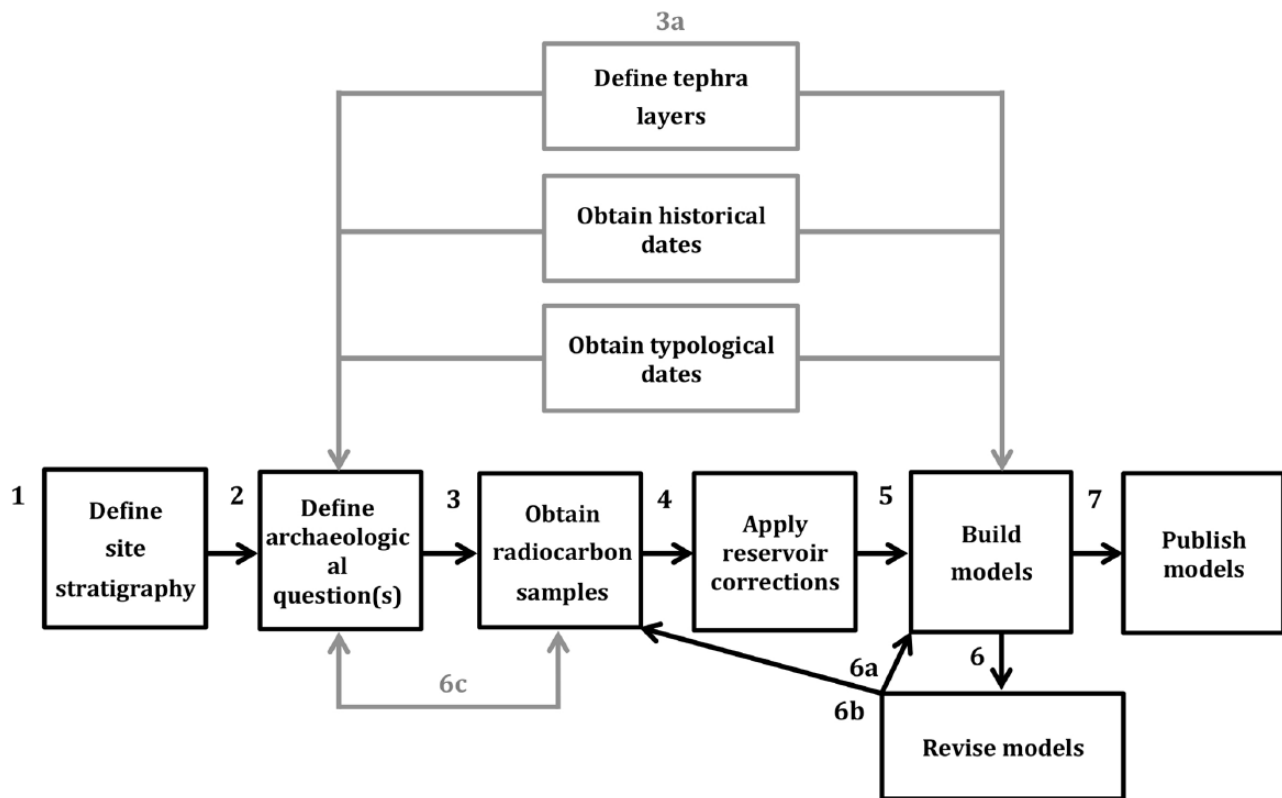 3a
Define tephra
layers
Obtain historical
dates
Obtain typological
dates
1
Define
site
stratigraphy
2
Define
archaeologic
al
question(s)
3
Obtain
radiocarbon
samples
4
Apply
reservoir
corrections
5
Build
models
7
Publish
models
6c
6a
6b
6
Revise models